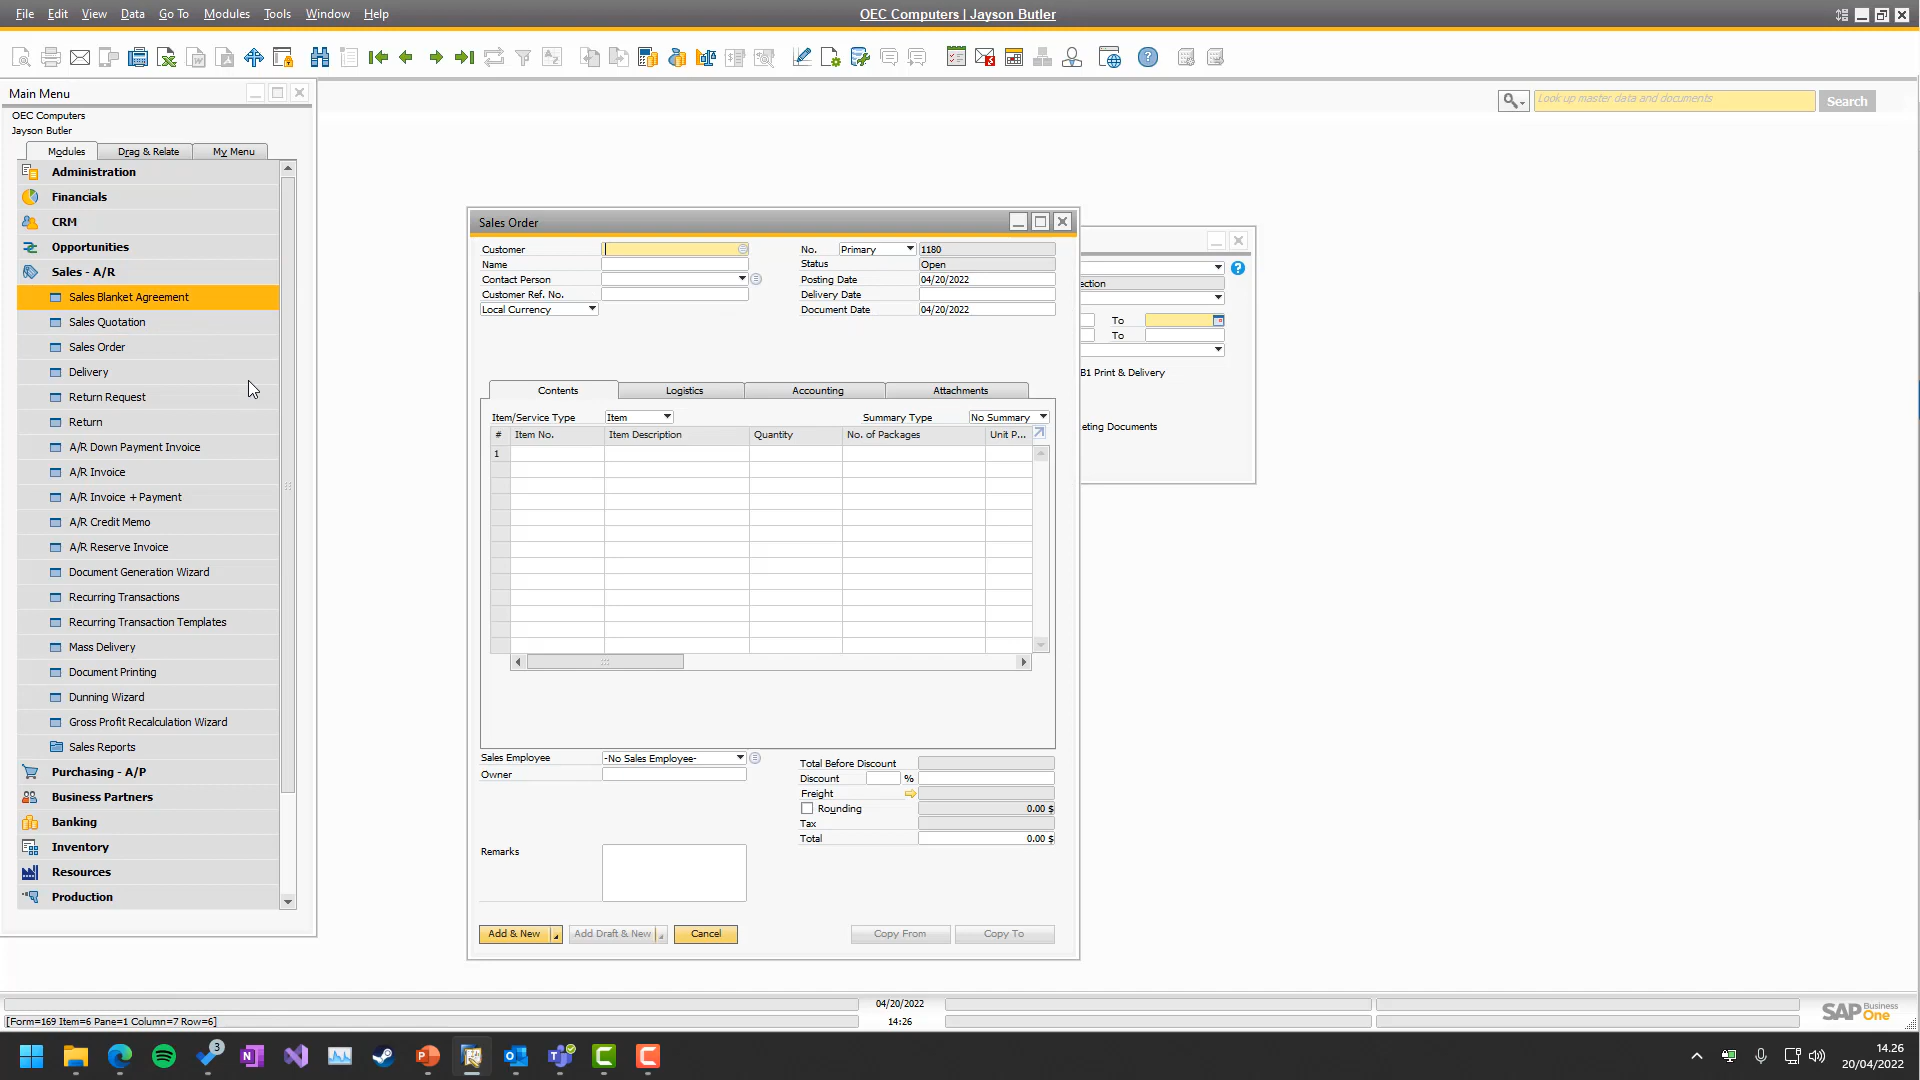 File Edit View Data Go To Modules Tools Window Help
OEC Computers | Jayson Butler
Look up master data and documents
Search
Main Menu
OEC Computers
Jayson Butler
Modules Drag & Relate My Menu
Administration
Financials
CRM
Opportunities
Sales - A/R
Sales Blanket Agreement
Sales Quotation
Sales Order
Delivery
Return Request
Return
A/R Down Payment Invoice
A/R Invoice
A/R Invoice + Payment
A/R Credit Memo
A/R Reserve Invoice
Document Generation Wizard
Recurring Transactions
Recurring Transaction Templates
Mass Delivery
Document Printing
Dunning Wizard
Gross Profit Recalculation Wizard
Sales Reports
Purchasing - A/P
Business Partners
Banking
Inventory
Resources
Production
Sales Order
Customer
Name
Contact Person
Customer Ref. No.
Local Currency
No. Primary 1180
Status Open
Posting Date 04/20/2022
Delivery Date
Document Date 04/20/2022
Contents Logistics Accounting Attachments
Item/Service Type Item Summary Type No Summary
# Item No. Item Description Quantity No. of Packages Unit P...
1
Sales Employee -No Sales Employee-
Owner
Total Before Discount
Discount %
Freight
Rounding 0.00 $
Tax
Total 0.00 $
Remarks
Add & New Add Draft & New Cancel Copy From Copy To
ection
To
To
B1 Print & Delivery
eting Documents
04/20/2022
[Form=169 Item=6 Pane=1 Column=7 Row=6] 14:26
SAP Business One
3
14.26
20/04/2022